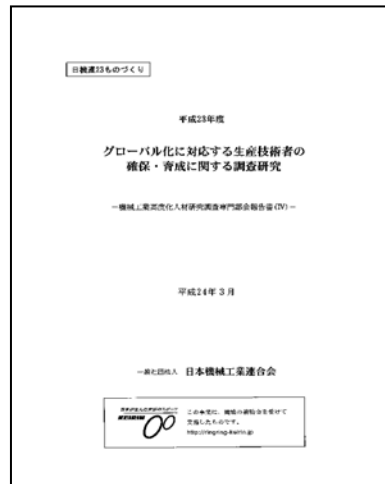 日機連23ものづくり
平成23年度
グローバル化に対応する生産技術者の
確保・育成に関する調査研究
－機械工業高度化人材研究調査専門部会報告書(Ⅳ)－
平成24年3月
一般社団法人 日本機械工業連合会
この事業は、競輪の補助金を受けて
実施したものです。
http://ringring-keirin.jp